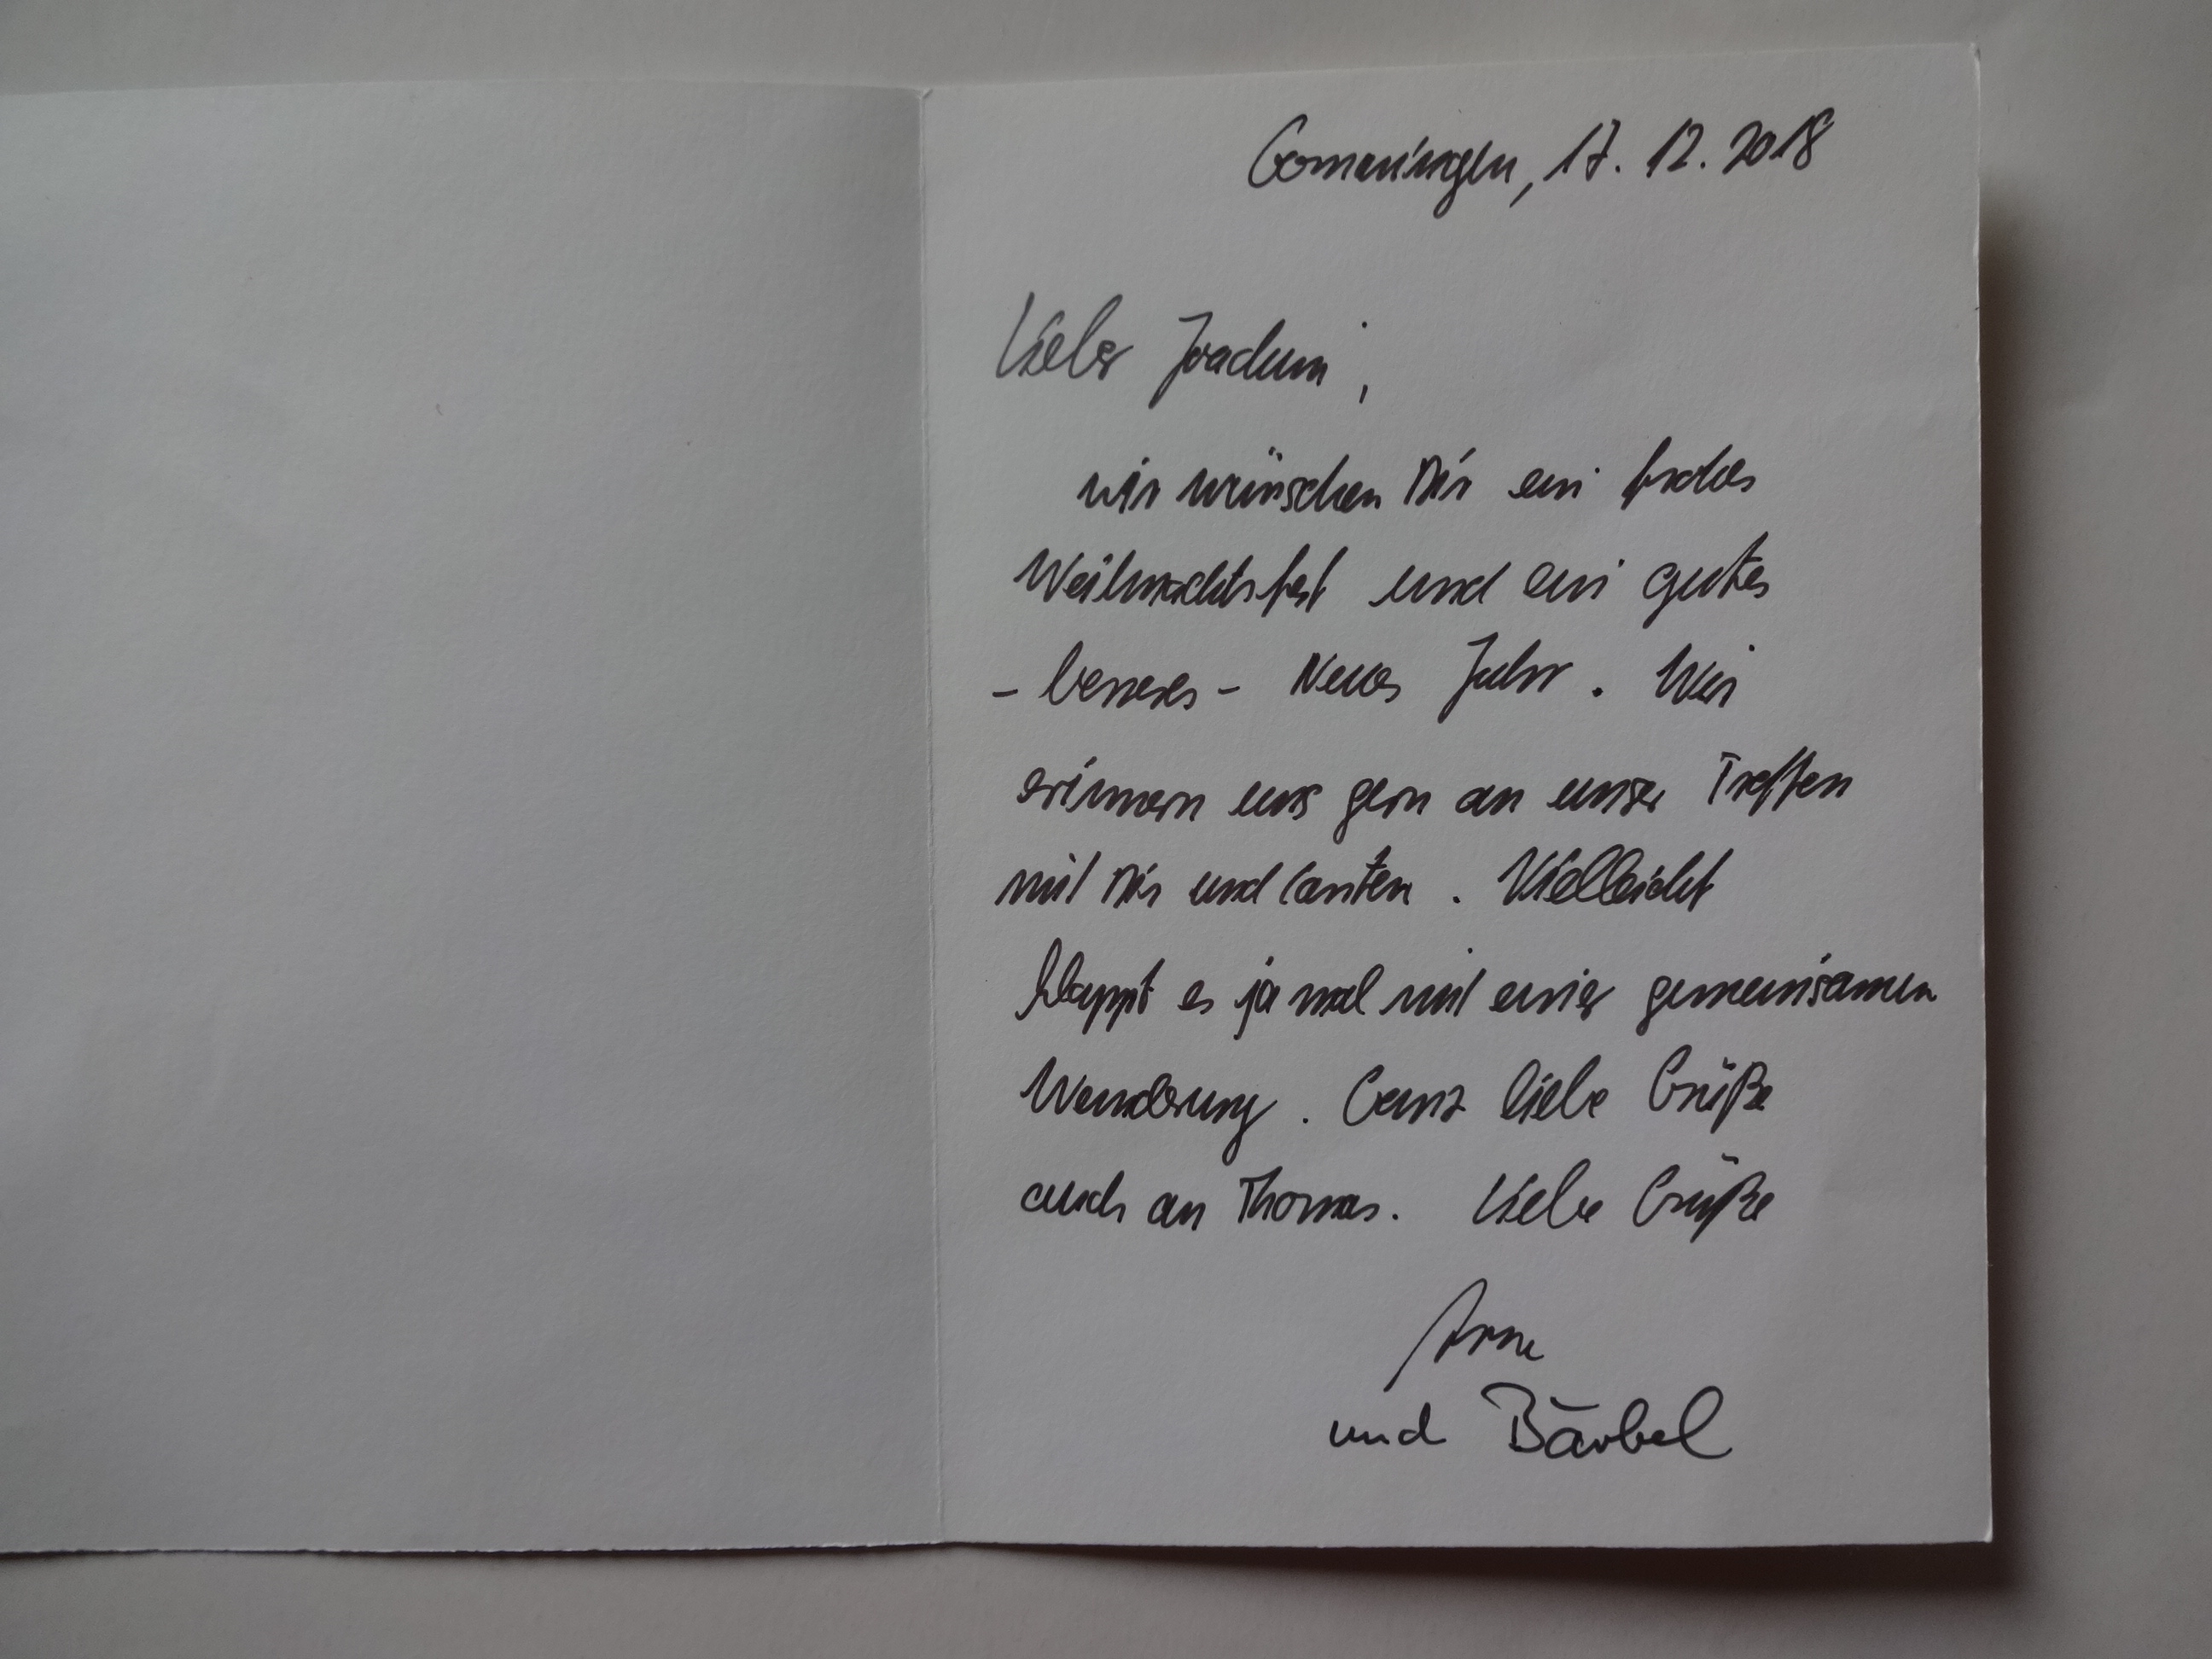 Gomaringen, 17. 12. 2018
Lieber Joachim,
wir wünschen Dir ein frohes
Weihnachtsfest und ein gutes
- besseres - Neues Jahr. Wir
erinnern uns gern an unser Treffen
mit Dir und Carsten. Vielleicht
klappt es ja mal mit einer gemeinsamen
Wanderung. Ganz liebe Grüße
auch an Thomas. Liebe Grüße
Arne
und Bärbel